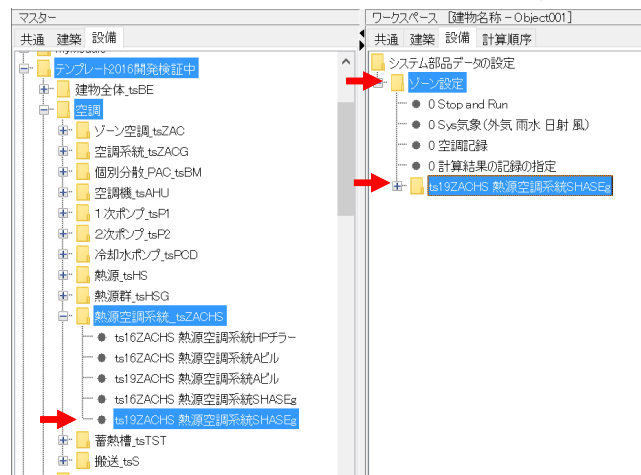 マスター
共通 建築 設備
myModule
テンプレート2016開発検証中
建物全体_tsBE
空調
ゾーン空調_tsZAC
空調系統_tsZACG
個別分散_PAC_tsBM
空調機_tsAHU
1次ポンプ_tsP1
2次ポンプ_tsP2
冷却水ポンプ_tsPCD
熱源_tsHS
熱源群_tsHSG
熱源空調系統_tsZACHS
ts16ZACHS 熱源空調系統HPチラー
ts16ZACHS 熱源空調系統Aビル
ts19ZACHS 熱源空調系統Aビル
ts16ZACHS 熱源空調系統SHASEg
ts19ZACHS 熱源空調系統SHASEg
蓄熱槽_tsTST
搬送_tsS
ワークスペース [建物名称 - Object001]
共通 建築 設備 計算順序
システム部品データの設定
ゾーン設定
0 Stop and Run
0 Sys気象(外気 雨水 日射 風)
0 空調記録
0 計算結果の記録の指定
ts19ZACHS 熱源空調系統SHASEg